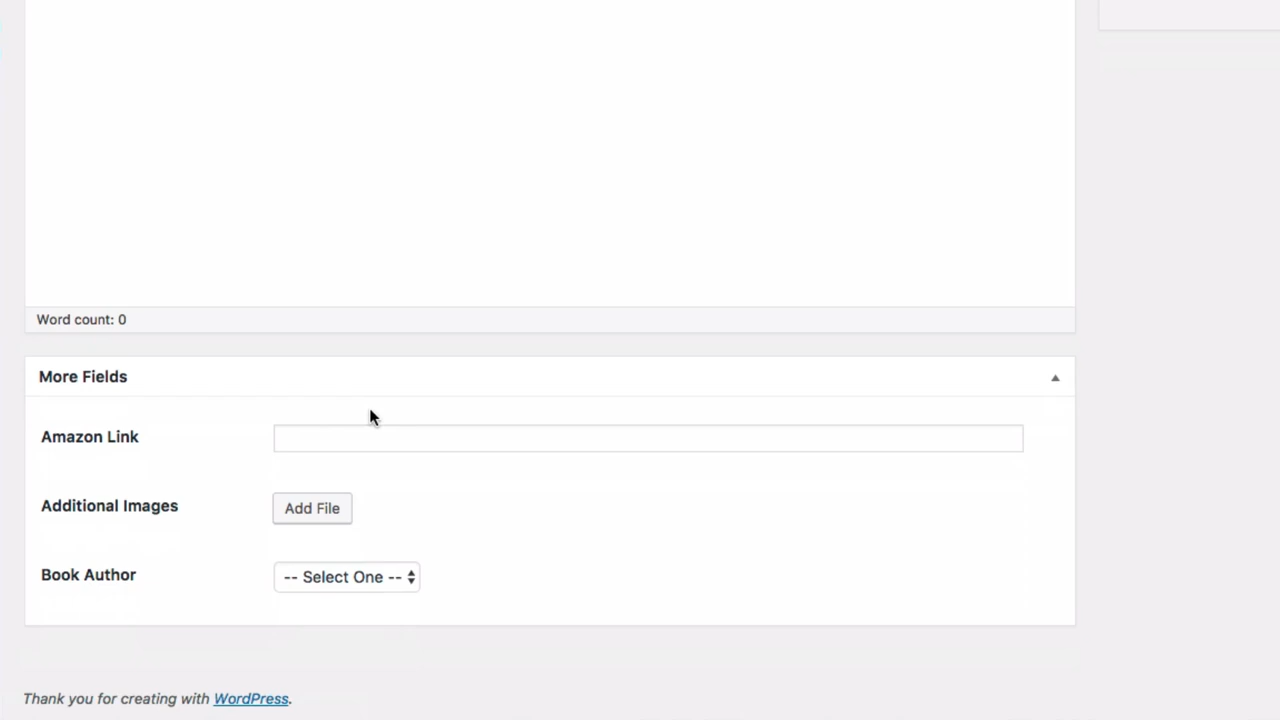 Word count: 0
More Fields
Amazon Link
Additional Images
Add File
Book Author
-- Select One --
Thank you for creating with WordPress.